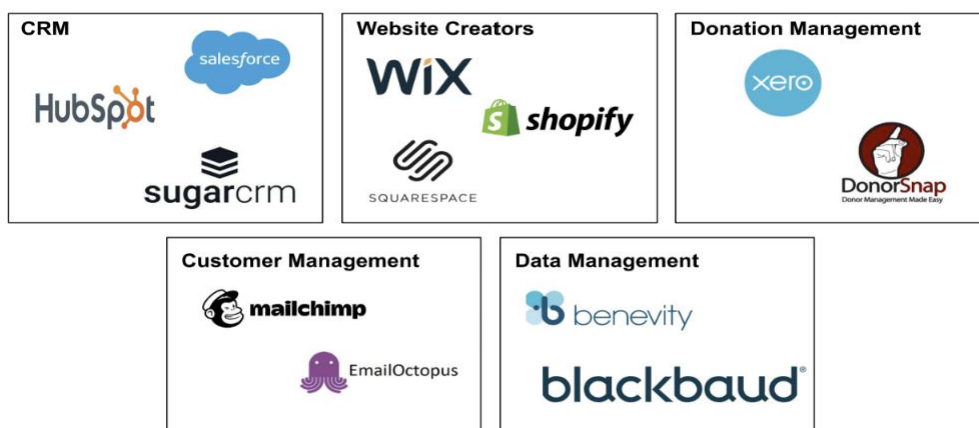 CRM
salesforce
HubSpot
sugarcrm
Website Creators
WiX
shopify
SQUARESPACE
Donation Management
xero
DonorSnap
Donor Management Made Easy
Customer Management
mailchimp
EmailOctopus
Data Management
benevity
blackbaud®